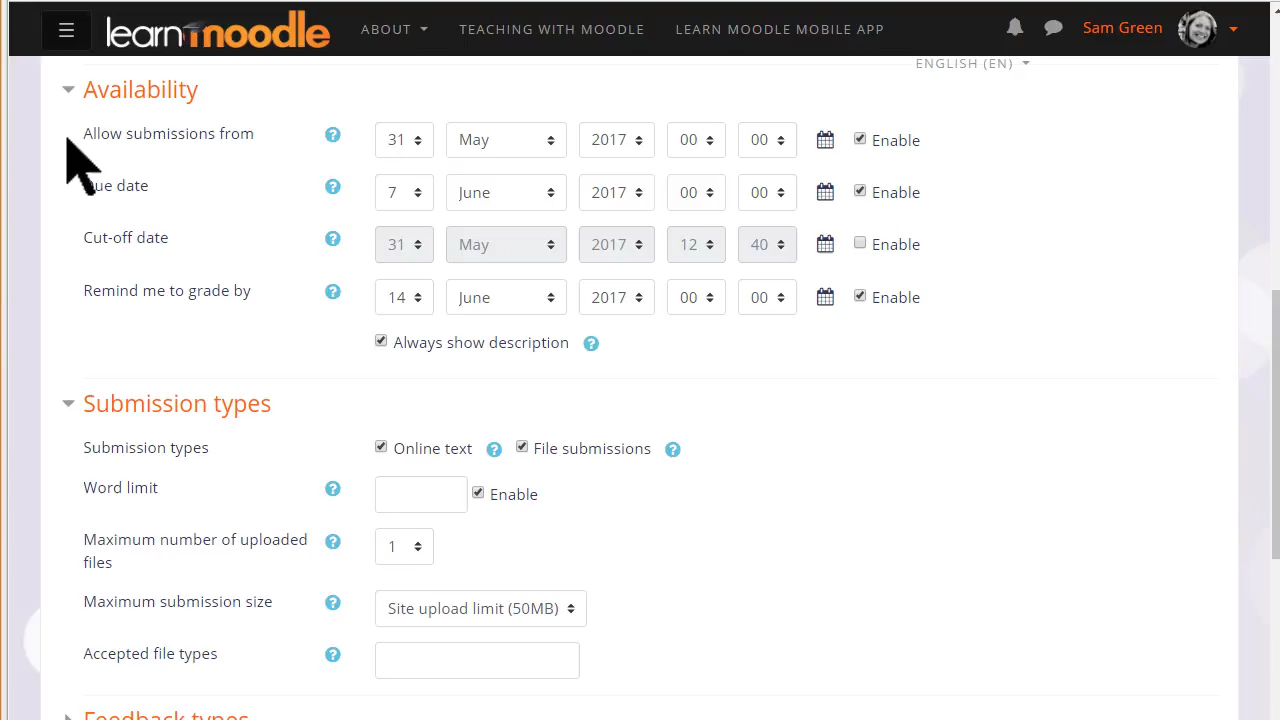 learn moodle ABOUT TEACHING WITH MOODLE LEARN MOODLE MOBILE APP Sam Green
ENGLISH (EN)
Availability
Allow submissions from 31 May 2017 00 00 Enable
ue date 7 June 2017 00 00 Enable
Cut-off date 31 May 2017 12 40 Enable
Remind me to grade by 14 June 2017 00 00 Enable
Always show description
Submission types
Submission types Online text File submissions
Word limit Enable
Maximum number of uploaded files 1
Maximum submission size Site upload limit (50MB)
Accepted file types
Feedback types